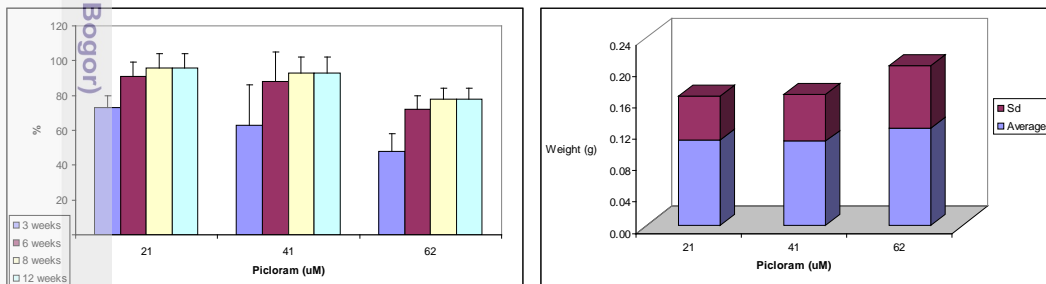 120
100
80
60
40
20
%
21
41
62
Picloram (uM)
3 weeks
6 weeks
8 weeks
12 weeks
Bogor)
0.24
0.20
0.16
0.12
0.08
0.04
0.00
Weight (g)
21
41
62
Picloram (uM)
Sd
Average